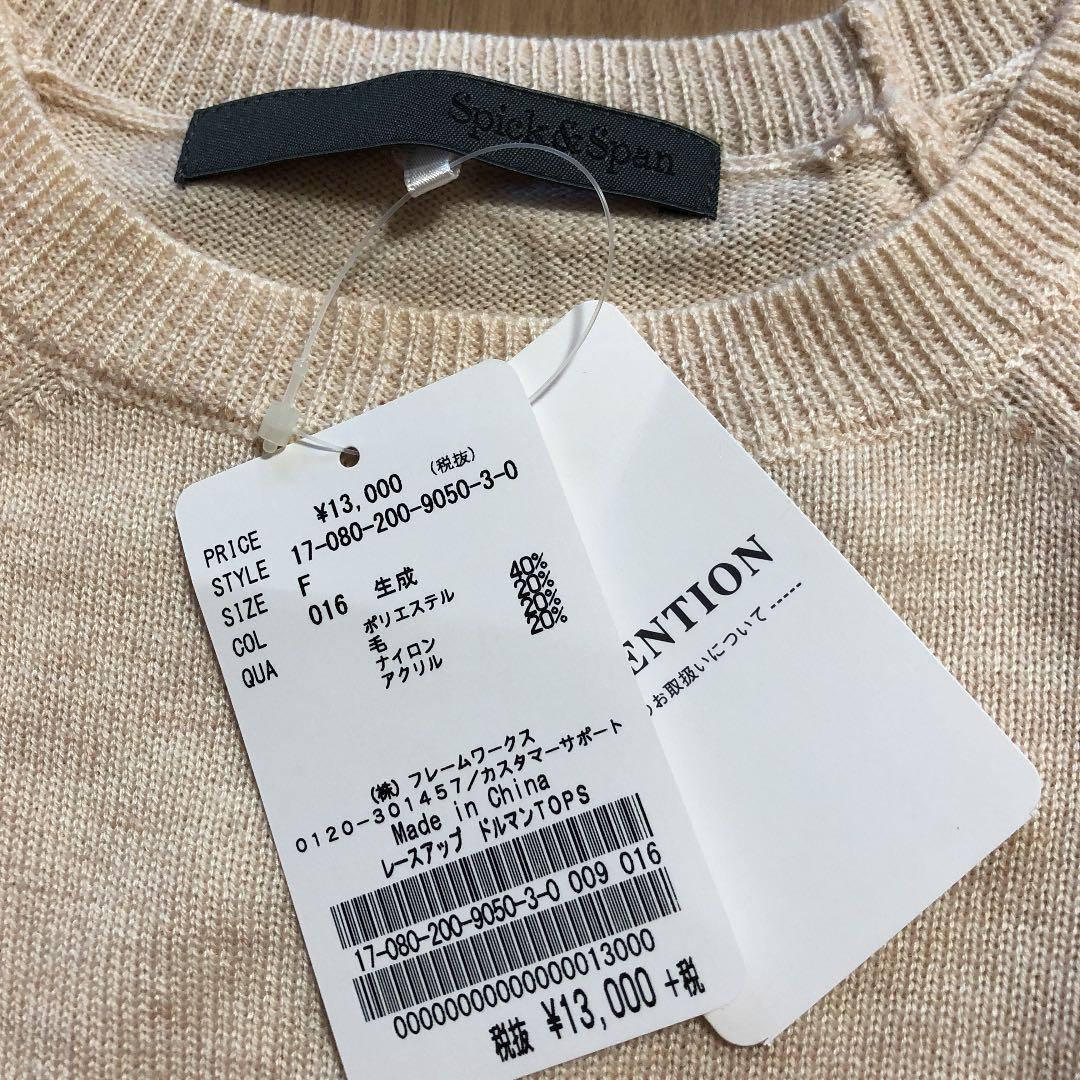 Spick&Span
PRICE ¥13,000 (税抜)
STYLE 17-080-200-9050-3-0
SIZE F
COL 016 生成
QUA ポリエステル 40%
毛 20%
ナイロン 20%
アクリル 20%
(株) フレームワークス
0120-301457/カスタマーサポート
Made in China
レースアップ ドルマンTOPS
17-080-200-9050-3-0 009 016
0000000000000013000
税抜 ¥13,000 +税
ENTION
のお取扱いについて-----